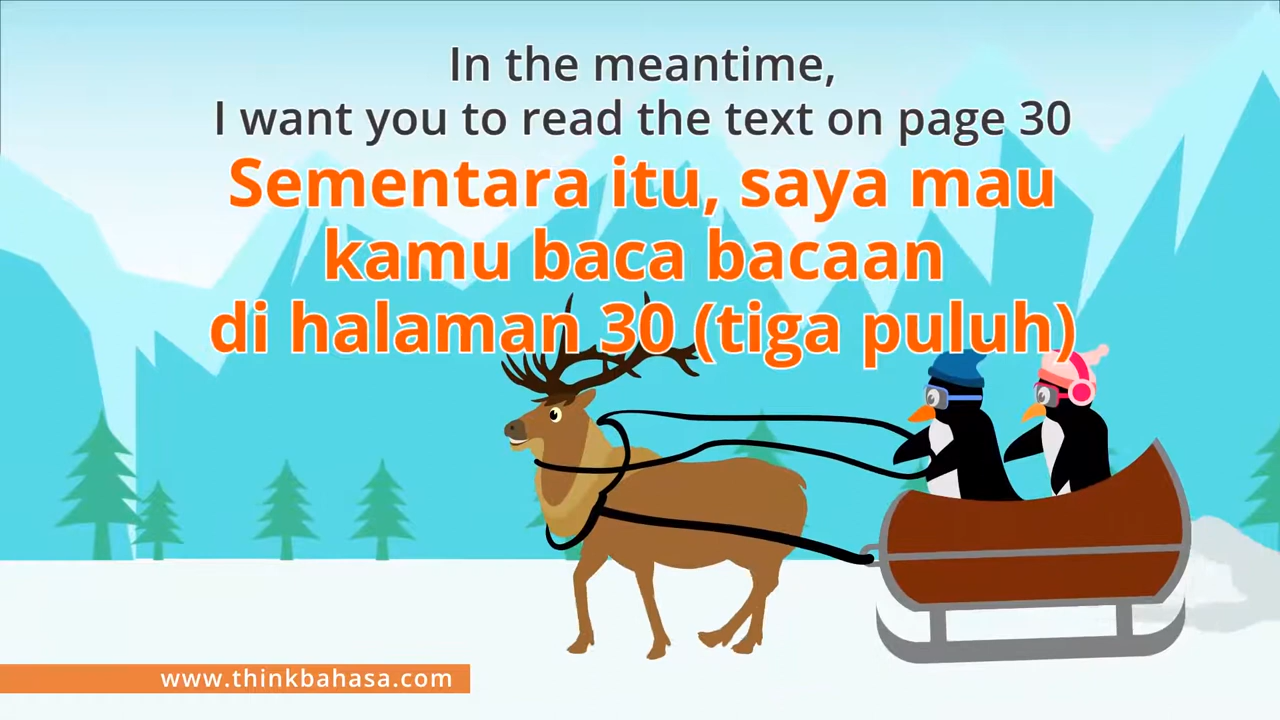 In the meantime,
I want you to read the text on page 30
Sementara itu, saya mau
kamu baca bacaan
di halaman 30 (tiga puluh)
www.thinkbahasa.com